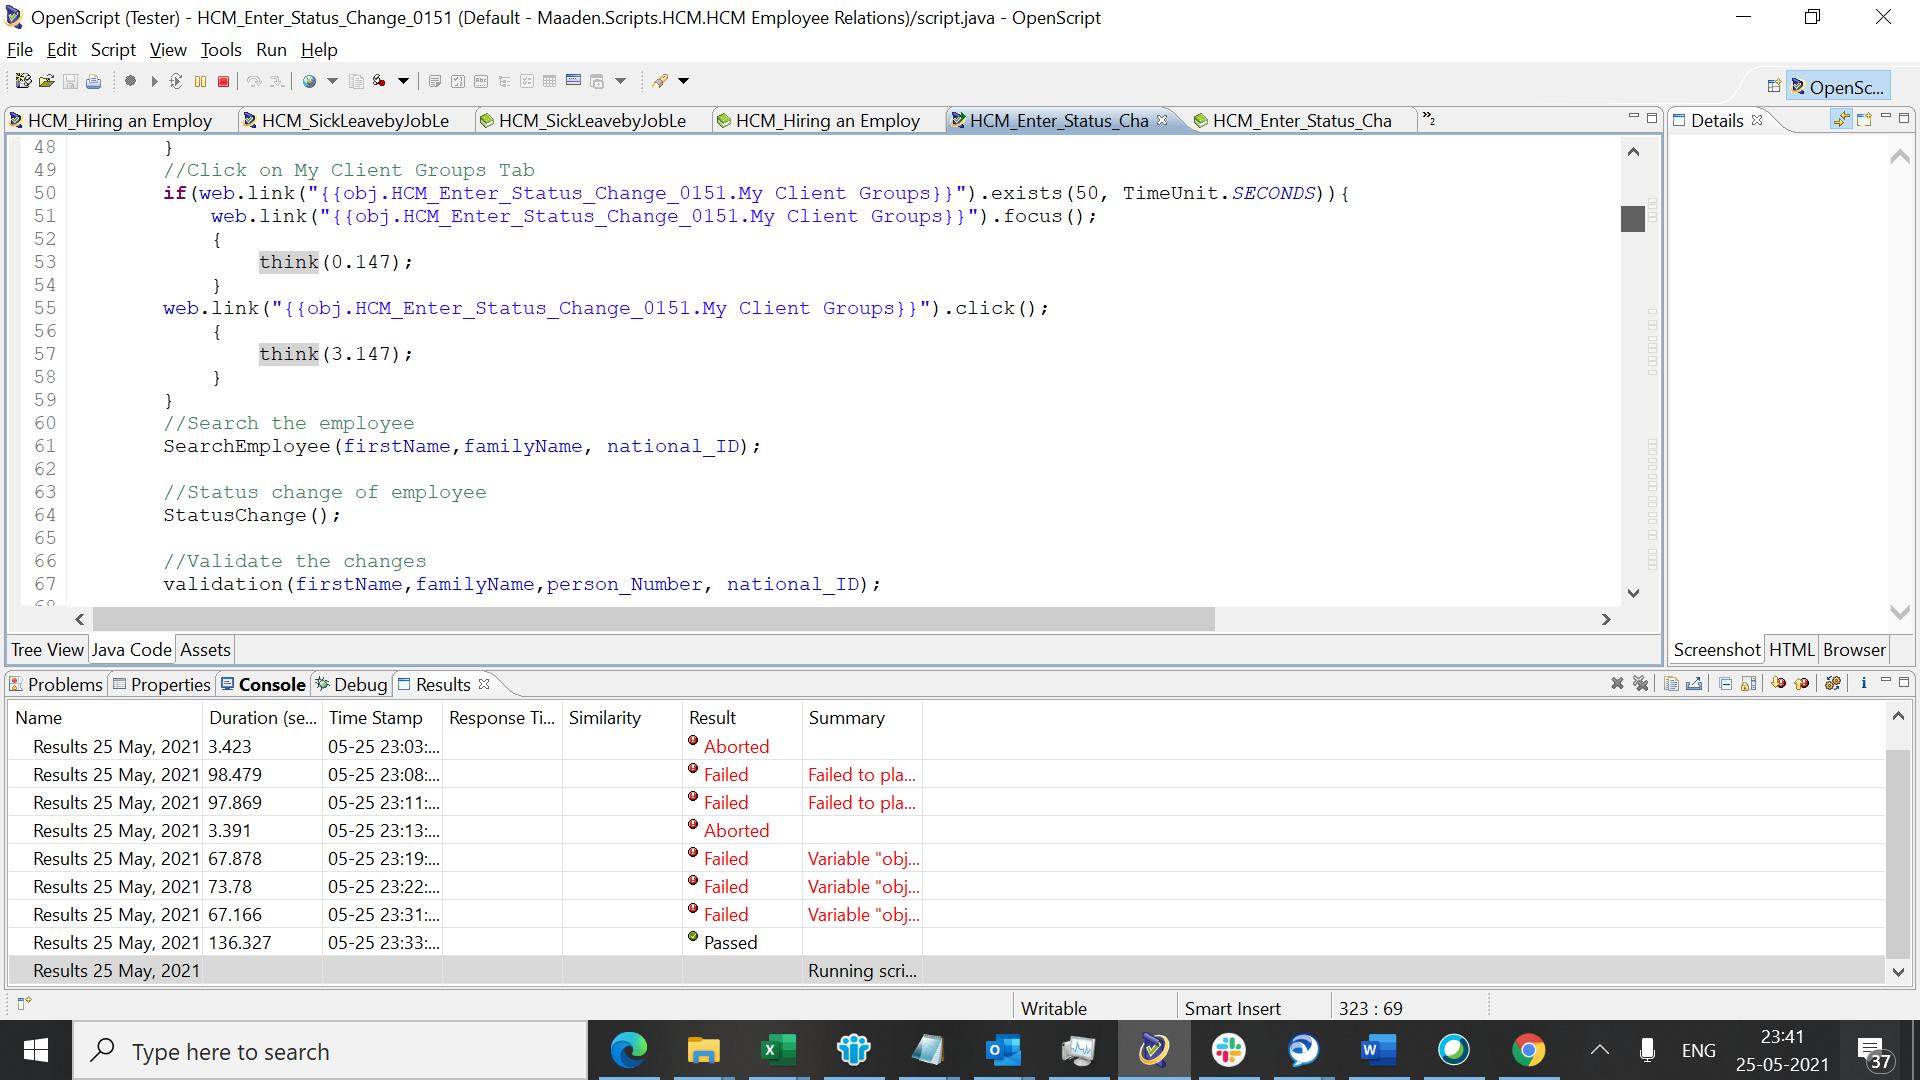 OpenScript (Tester) - HCM_Enter_Status_Change_0151 (Default - Maaden.Scripts.HCM.HCM Employee Relations)/script.java - OpenScript
File Edit Script View Tools Run Help
OpenSc...
HCM_Hiring an Employ HCM_SickLeavebyJobLe HCM_SickLeavebyJobLe HCM_Hiring an Employ HCM_Enter_Status_Cha HCM_Enter_Status_Cha »2
Details
48 }
49 //Click on My Client Groups Tab
50 if(web.link("{{obj.HCM_Enter_Status_Change_0151.My Client Groups}}").exists(50, TimeUnit.SECONDS)){
51 web.link("{{obj.HCM_Enter_Status_Change_0151.My Client Groups}}").focus();
52 {
53 think(0.147);
54 }
55 web.link("{{obj.HCM_Enter_Status_Change_0151.My Client Groups}}").click();
56 {
57 think(3.147);
58 }
59 }
60 //Search the employee
61 SearchEmployee(firstName,familyName, national_ID);
62
63 //Status change of employee
64 StatusChange();
65
66 //Validate the changes
67 validation(firstName,familyName,person_Number, national_ID);
68
Tree View Java Code Assets
Screenshot HTML Browser
Problems Properties Console Debug Results
Name Duration (se... Time Stamp Response Ti... Similarity Result Summary
Results 25 May, 2021 3.423 05-25 23:03:... Aborted
Results 25 May, 2021 98.479 05-25 23:08:... Failed Failed to pla...
Results 25 May, 2021 97.869 05-25 23:11:... Failed Failed to pla...
Results 25 May, 2021 3.391 05-25 23:13:... Aborted
Results 25 May, 2021 67.878 05-25 23:19:... Failed Variable "obj...
Results 25 May, 2021 73.78 05-25 23:22:... Failed Variable "obj...
Results 25 May, 2021 67.166 05-25 23:31:... Failed Variable "obj...
Results 25 May, 2021 136.327 05-25 23:33:... Passed
Results 25 May, 2021 Running scri...
Writable Smart Insert 323 : 69
Type here to search
ENG
23:41
25-05-2021
37